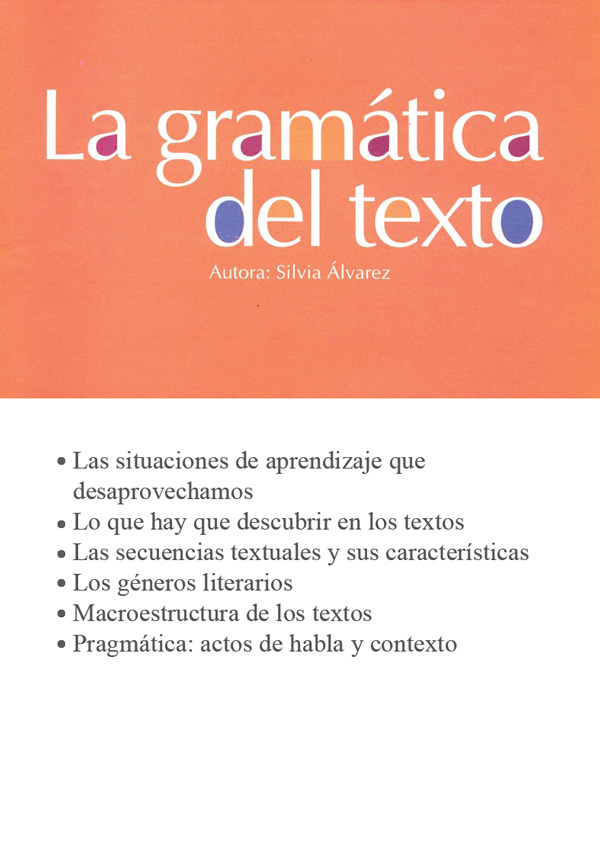 La gramática
del texto
Autora: Silvia Álvarez
• Las situaciones de aprendizaje que
desaprovechamos
• Lo que hay que descubrir en los textos
• Las secuencias textuales y sus características
• Los géneros literarios
• Macroestructura de los textos
• Pragmática: actos de habla y contexto